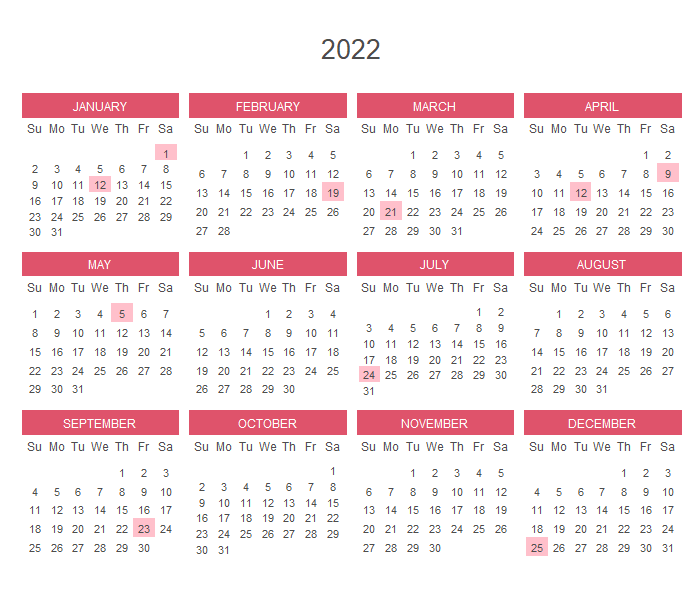 2022
JANUARY FEBRUARY MARCH APRIL
Su Mo Tu We Th Fr Sa Su Mo Tu We Th Fr Sa Su Mo Tu We Th Fr Sa Su Mo Tu We Th Fr Sa
1 1 2 3 4 5 1 2 3 4 5 1 2
2 3 4 5 6 7 8 6 7 8 9 10 11 12 6 7 8 9 10 11 12 3 4 5 6 7 8 9
9 10 11 12 13 14 15 13 14 15 16 17 18 19 13 14 15 16 17 18 19 10 11 12 13 14 15 16
16 17 18 19 20 21 22 20 21 22 23 24 25 26 20 21 22 23 24 25 26 17 18 19 20 21 22 23
23 24 25 26 27 28 29 27 28 27 28 29 30 31 24 25 26 27 28 29 30
30 31
MAY JUNE JULY AUGUST
Su Mo Tu We Th Fr Sa Su Mo Tu We Th Fr Sa Su Mo Tu We Th Fr Sa Su Mo Tu We Th Fr Sa
1 2 3 4 5 6 7 1 2 3 4 1 2 1 2 3 4 5 6
8 9 10 11 12 13 14 5 6 7 8 9 10 11 3 4 5 6 7 8 9 7 8 9 10 11 12 13
15 16 17 18 19 20 21 12 13 14 15 16 17 18 10 11 12 13 14 15 16 14 15 16 17 18 19 20
22 23 24 25 26 27 28 19 20 21 22 23 24 25 17 18 19 20 21 22 23 21 22 23 24 25 26 27
29 30 31 26 27 28 29 30 24 25 26 27 28 29 30 28 29 30 31
31
SEPTEMBER OCTOBER NOVEMBER DECEMBER
Su Mo Tu We Th Fr Sa Su Mo Tu We Th Fr Sa Su Mo Tu We Th Fr Sa Su Mo Tu We Th Fr Sa
1 2 3 1 1 2 3 4 5 1 2 3
4 5 6 7 8 9 10 2 3 4 5 6 7 8 6 7 8 9 10 11 12 4 5 6 7 8 9 10
11 12 13 14 15 16 17 9 10 11 12 13 14 15 13 14 15 16 17 18 19 11 12 13 14 15 16 17
18 19 20 21 22 23 24 16 17 18 19 20 21 22 20 21 22 23 24 25 26 18 19 20 21 22 23 24
25 26 27 28 29 30 23 24 25 26 27 28 29 27 28 29 30 25 26 27 28 29 30 31
30 31